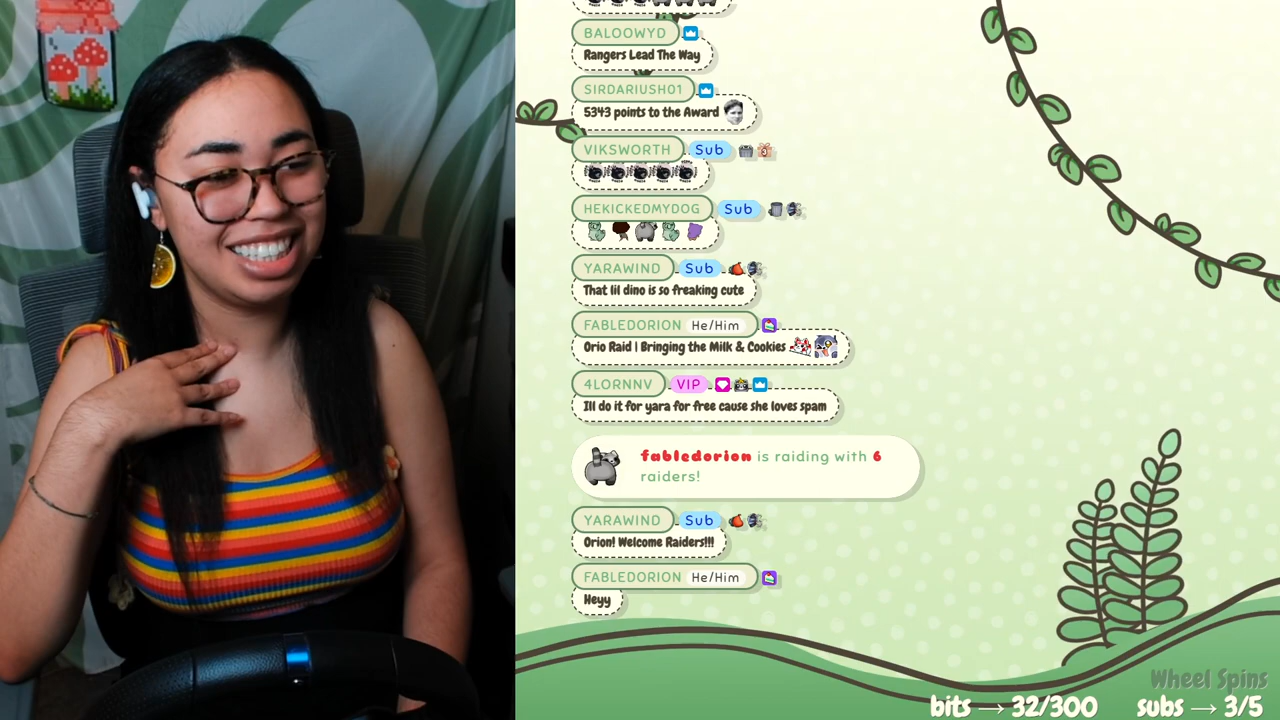 BALOOWYD
Rangers Lead The Way
SIRDARIUSH01
5343 points to the Award
VIKSWORTH Sub
HEKICKEDMYDOG Sub
YARAWIND Sub
That lil dino is so freaking cute
FABLEDORION He/Him
Orio Raid | Bringing the Milk & Cookies
4LORNNV VIP
Ill do it for yara for free cause she loves spam
fabledorion is raiding with 6
raiders!
YARAWIND Sub
Orion! Welcome Raiders!!!
FABLEDORION He/Him
Heyy
Wheel Spins
bits → 32/300 subs → 3/5